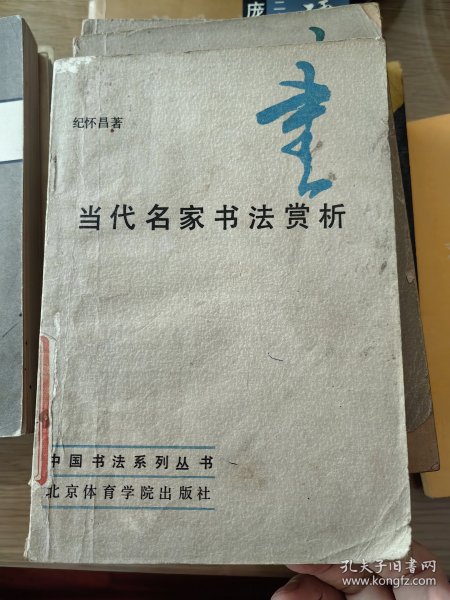 庞
纪怀昌著
書
当代名家书法赏析
中国书法系列丛书
北京体育学院出版社
孔夫子旧书网
www.kongfz.com